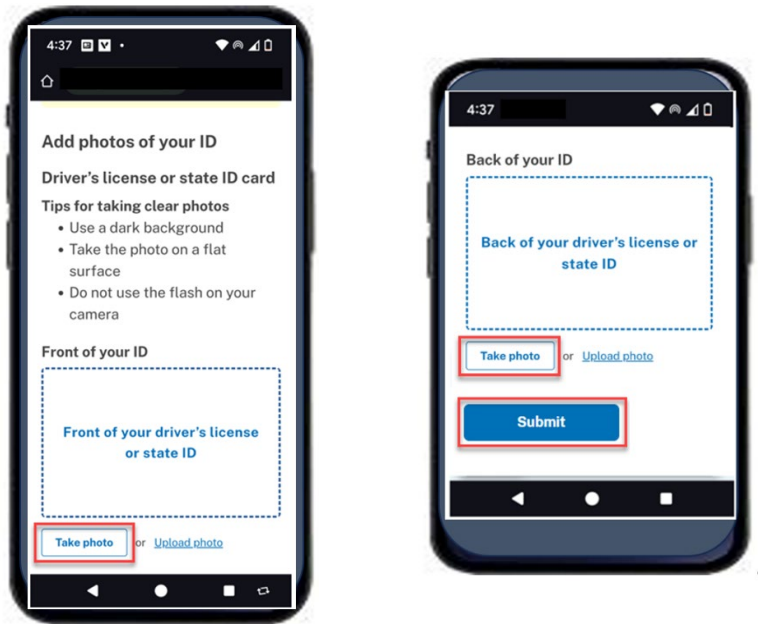 4:37
Add photos of your ID
Driver's license or state ID card
Tips for taking clear photos
• Use a dark background
• Take the photo on a flat
surface
• Do not use the flash on your
camera
Front of your ID
Front of your driver's license
or state ID
Take photo or Upload photo
4:37
Back of your ID
Back of your driver's license or
state ID
Take photo or Upload photo
Submit